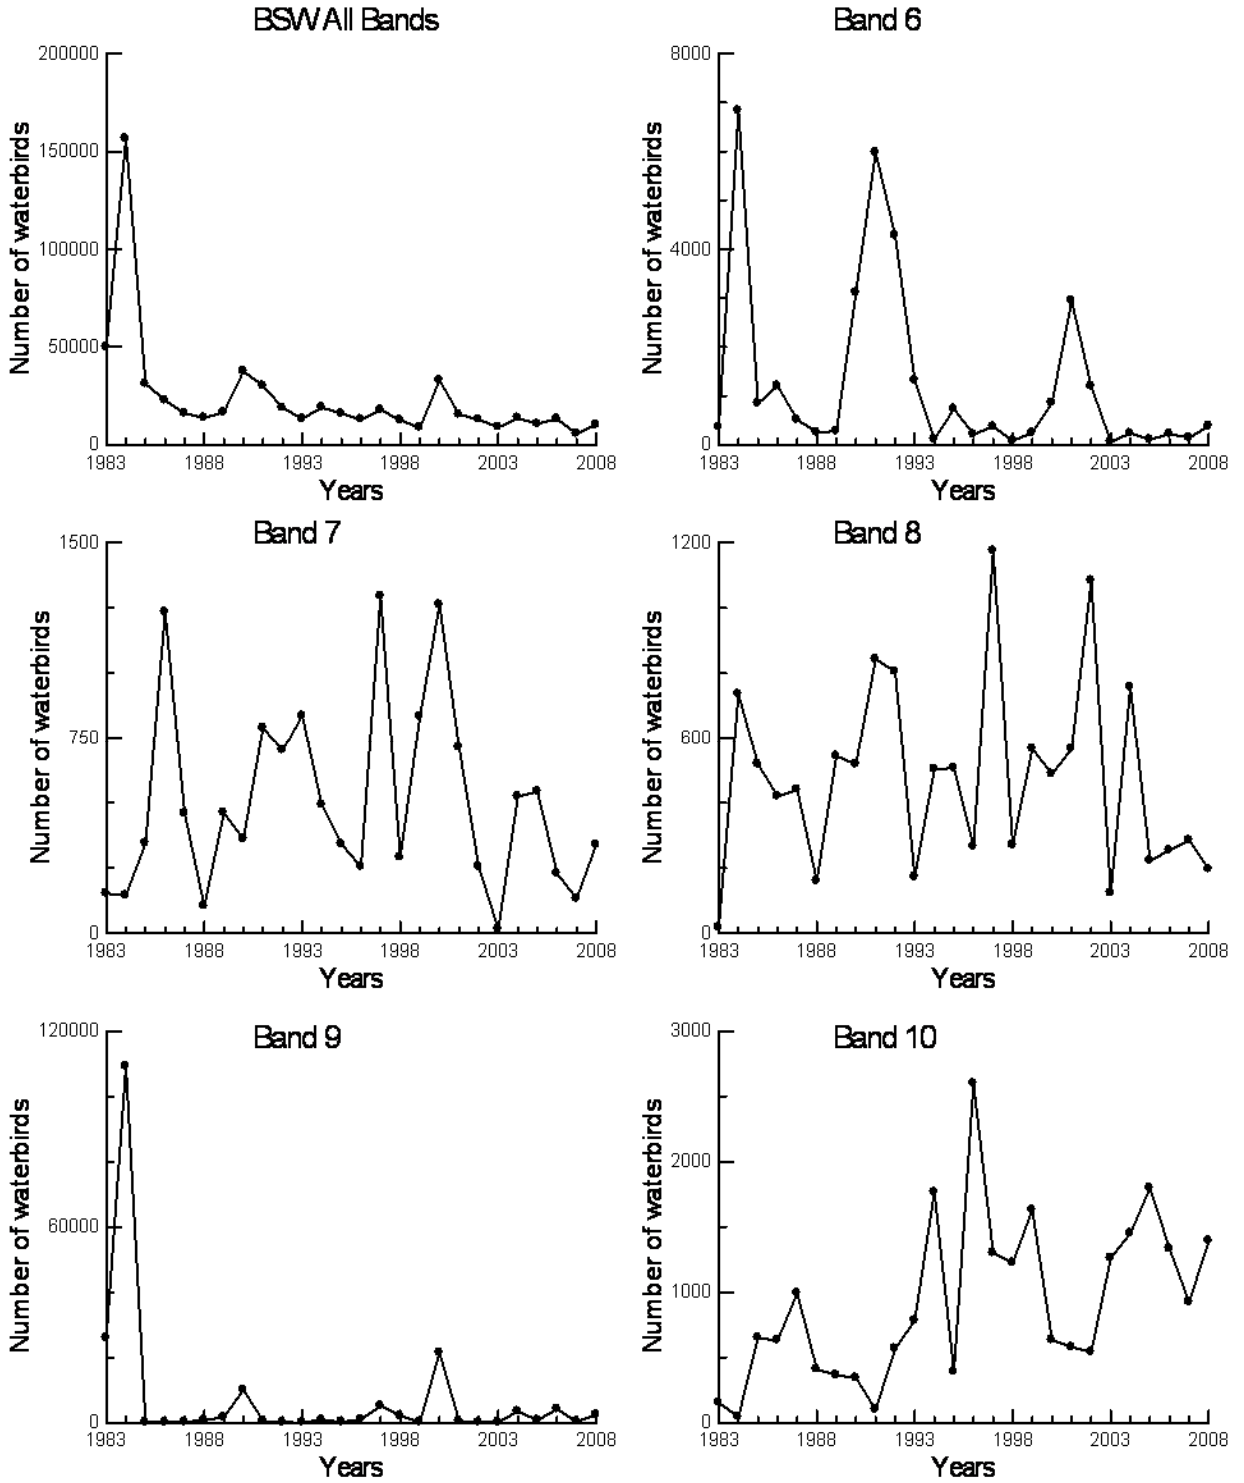 BSW All Bands
Number of waterbirds
200000
150000
100000
50000
0
1983 1988 1993 1998 2003 2008
Years
Band 6
Number of waterbirds
8000
4000
0
1983 1988 1993 1998 2003 2008
Years
Band 7
Number of waterbirds
1500
750
0
1983 1988 1993 1998 2003 2008
Years
Band 8
Number of waterbirds
1200
600
0
1983 1988 1993 1998 2003 2008
Years
Band 9
Number of waterbirds
120000
60000
0
1983 1988 1993 1998 2003 2008
Years
Band 10
Number of waterbirds
3000
2000
1000
0
1983 1988 1993 1998 2003 2008
Years